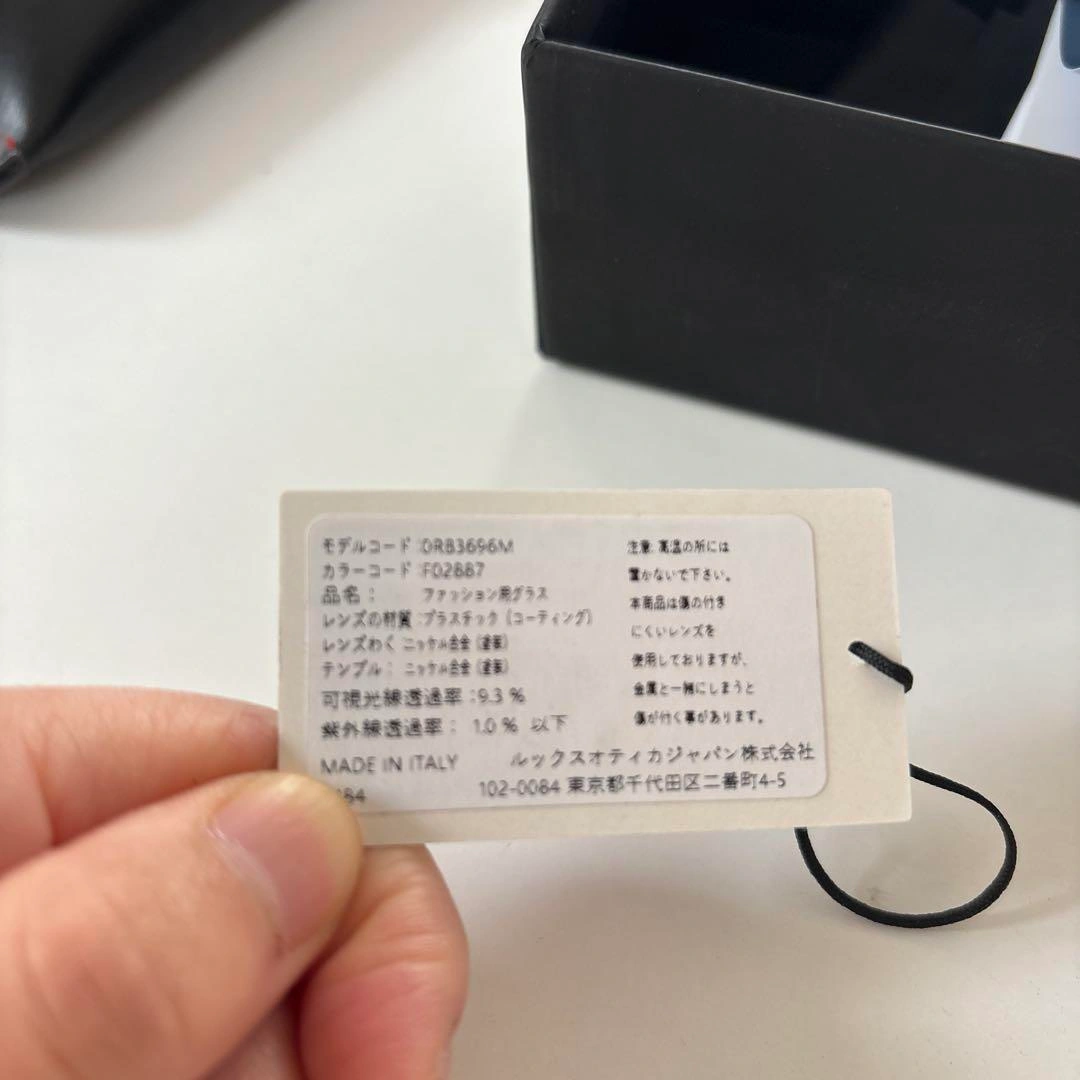 モデルコード :0RB3696M
カラーコード :F02887
品名： ファッション用グラス
レンズの材質 :プラスチック（コーティング）
レンズわく ニッケル合金（塗装）
テンプル： ニッケル合金（塗装）
可視光線透過率 :9.3 %
紫外線透過率： 1.0 % 以下
MADE IN ITALY
84
注意: 高温の所には
置かないで下さい。
本商品は傷の付き
にくいレンズを
使用しておりますが、
金属と一緒にしまうと
傷が付く事があります。
ルックスオティカジャパン株式会社
102-0084 東京都千代田区二番町4-5